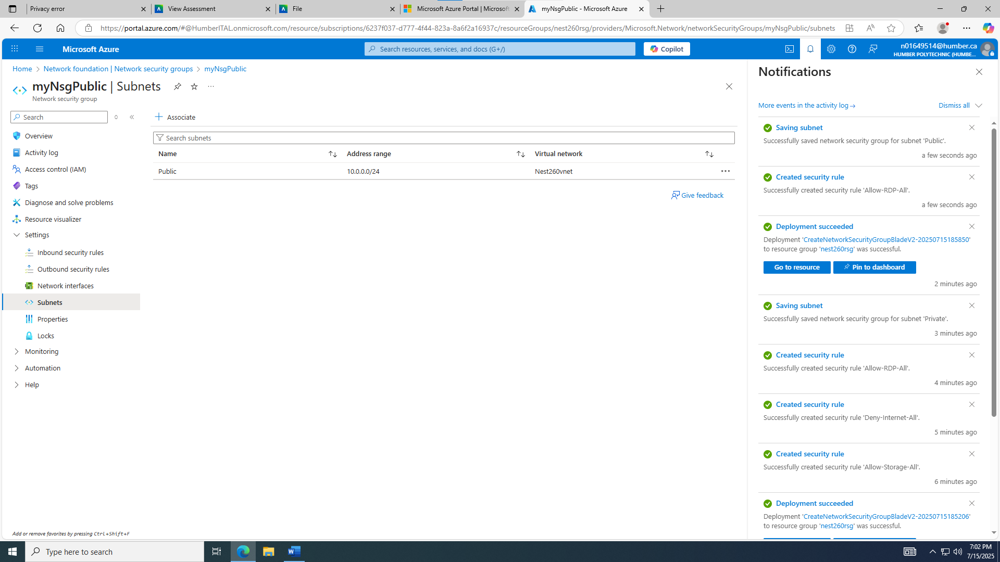 Privacy error
View Assessment
File
Microsoft Azure Portal | Microsoft
myNsgPublic - Microsoft Azure
https://portal.azure.com/#@HumberITAL.onmicrosoft.com/resource/subscriptions/6237f037-d777-4f44-823a-8a6f2a16937c/resourceGroups/nest260rsg/providers/Microsoft.Network/networkSecurityGroups/myNsgPublic/subnets
Microsoft Azure
Search resources, services, and docs (G+/)
Copilot
n01649514@humber.ca
HUMBER POLYTECHNIC (HUMBE...
Home
Network foundation | Network security groups
myNsgPublic
myNsgPublic | Subnets
Network security group
Search
Overview
Activity log
Access control (IAM)
Tags
Diagnose and solve problems
Resource visualizer
Settings
Inbound security rules
Outbound security rules
Network interfaces
Subnets
Properties
Locks
Monitoring
Automation
Help
Add or remove favorites by pressing Ctrl+Shift+F
Associate
Search subnets
Name
Address range
Virtual network
Public
10.0.0.0/24
Nest260vnet
Give feedback
Notifications
More events in the activity log →
Dismiss all
Saving subnet
Successfully saved network security group for subnet 'Public'.
a few seconds ago
Created security rule
Successfully created security rule 'Allow-RDP-All'.
a few seconds ago
Deployment succeeded
Deployment 'CreateNetworkSecurityGroupBladeV2-20250715185850'
to resource group 'nest260rsg' was successful.
Go to resource
Pin to dashboard
2 minutes ago
Saving subnet
Successfully saved network security group for subnet 'Private'.
3 minutes ago
Created security rule
Successfully created security rule 'Allow-RDP-All'.
4 minutes ago
Created security rule
Successfully created security rule 'Deny-Internet-All'.
5 minutes ago
Created security rule
Successfully created security rule 'Allow-Storage-All'.
6 minutes ago
Deployment succeeded
Deployment 'CreateNetworkSecurityGroupBladeV2-20250715185206'
to resource group 'nest260rsg' was successful.
Type here to search
7:02 PM
7/15/2025